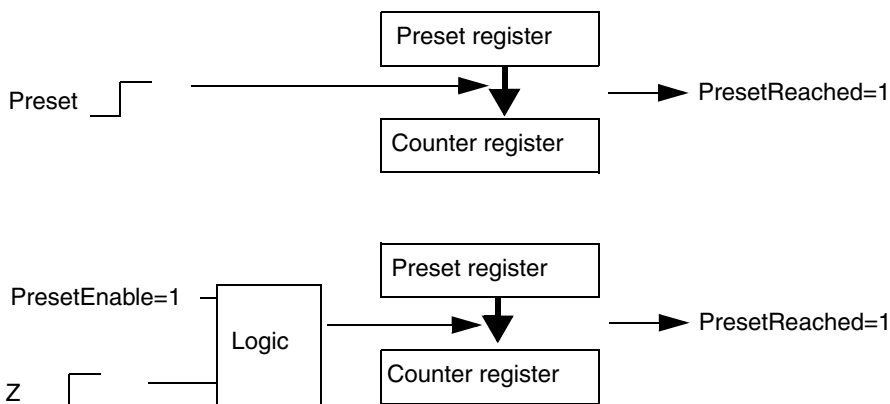 Preset register
Preset
PresetReached=1
Counter register
Preset register
PresetEnable=1
PresetReached=1
Logic
Counter register
Z